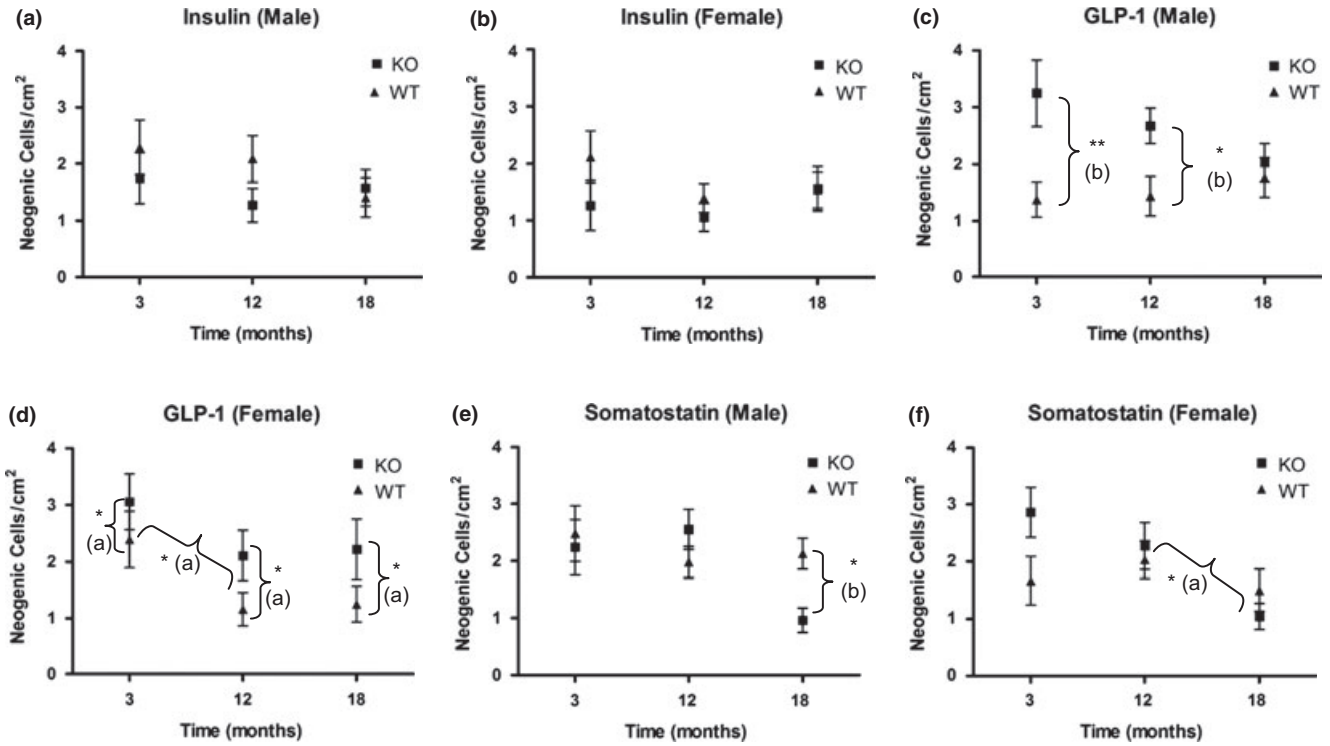 (a)
Insulin (Male)
Neogenic Cells/cm²
4
3
2
1
0
KO
WT
3 12 18
Time (months)
(b)
Insulin (Female)
Neogenic Cells/cm²
4
3
2
1
0
KO
WT
3 12 18
Time (months)
(c)
GLP-1 (Male)
Neogenic Cells/cm²
4
3
2
1
0
KO
WT
**
(b)
*
(b)
3 12 18
Time (months)
(d)
GLP-1 (Female)
Neogenic Cells/cm²
4
3
2
1
0
KO
WT
*
(a)
* (a)
*
(a)
*
(a)
3 12 18
Time (months)
(e)
Somatostatin (Male)
Neogenic Cells/cm²
4
3
2
1
0
KO
WT
*
(b)
3 12 18
Time (months)
(f)
Somatostatin (Female)
Neogenic Cells/cm²
4
3
2
1
0
KO
WT
* (a)
3 12 18
Time (months)